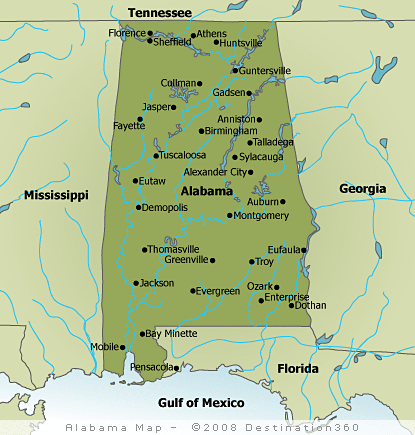 Tennessee
Florence
Athens
Sheffield
Huntsville
Guntersville
Collman
Gadsen
Jasper
Fayette
Anniston
Birmingham
Talladega
Tuscaloosa
Sylacauga
Alexander City
Eutaw
Mississippi
Alabama
Georgia
Auburn
Demopolis
Montgomery
Thomasville
Eufaula
Greenville
Troy
Jackson
Evergreen
Ozark
Enterprise
Dothan
Bay Minette
Mobile
Pensacola
Florida
Gulf of Mexico
Alabama Map - ©2008 Destination360